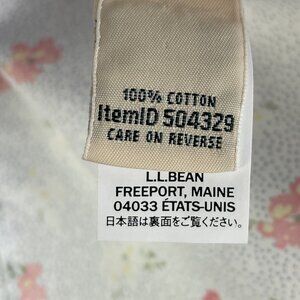 100% COTTON
ItemID 504329
CARE ON REVERSE
L.L.BEAN
FREEPORT, MAINE
04033 ÉTATS-UNIS
日本語は裏面をご覧ください。